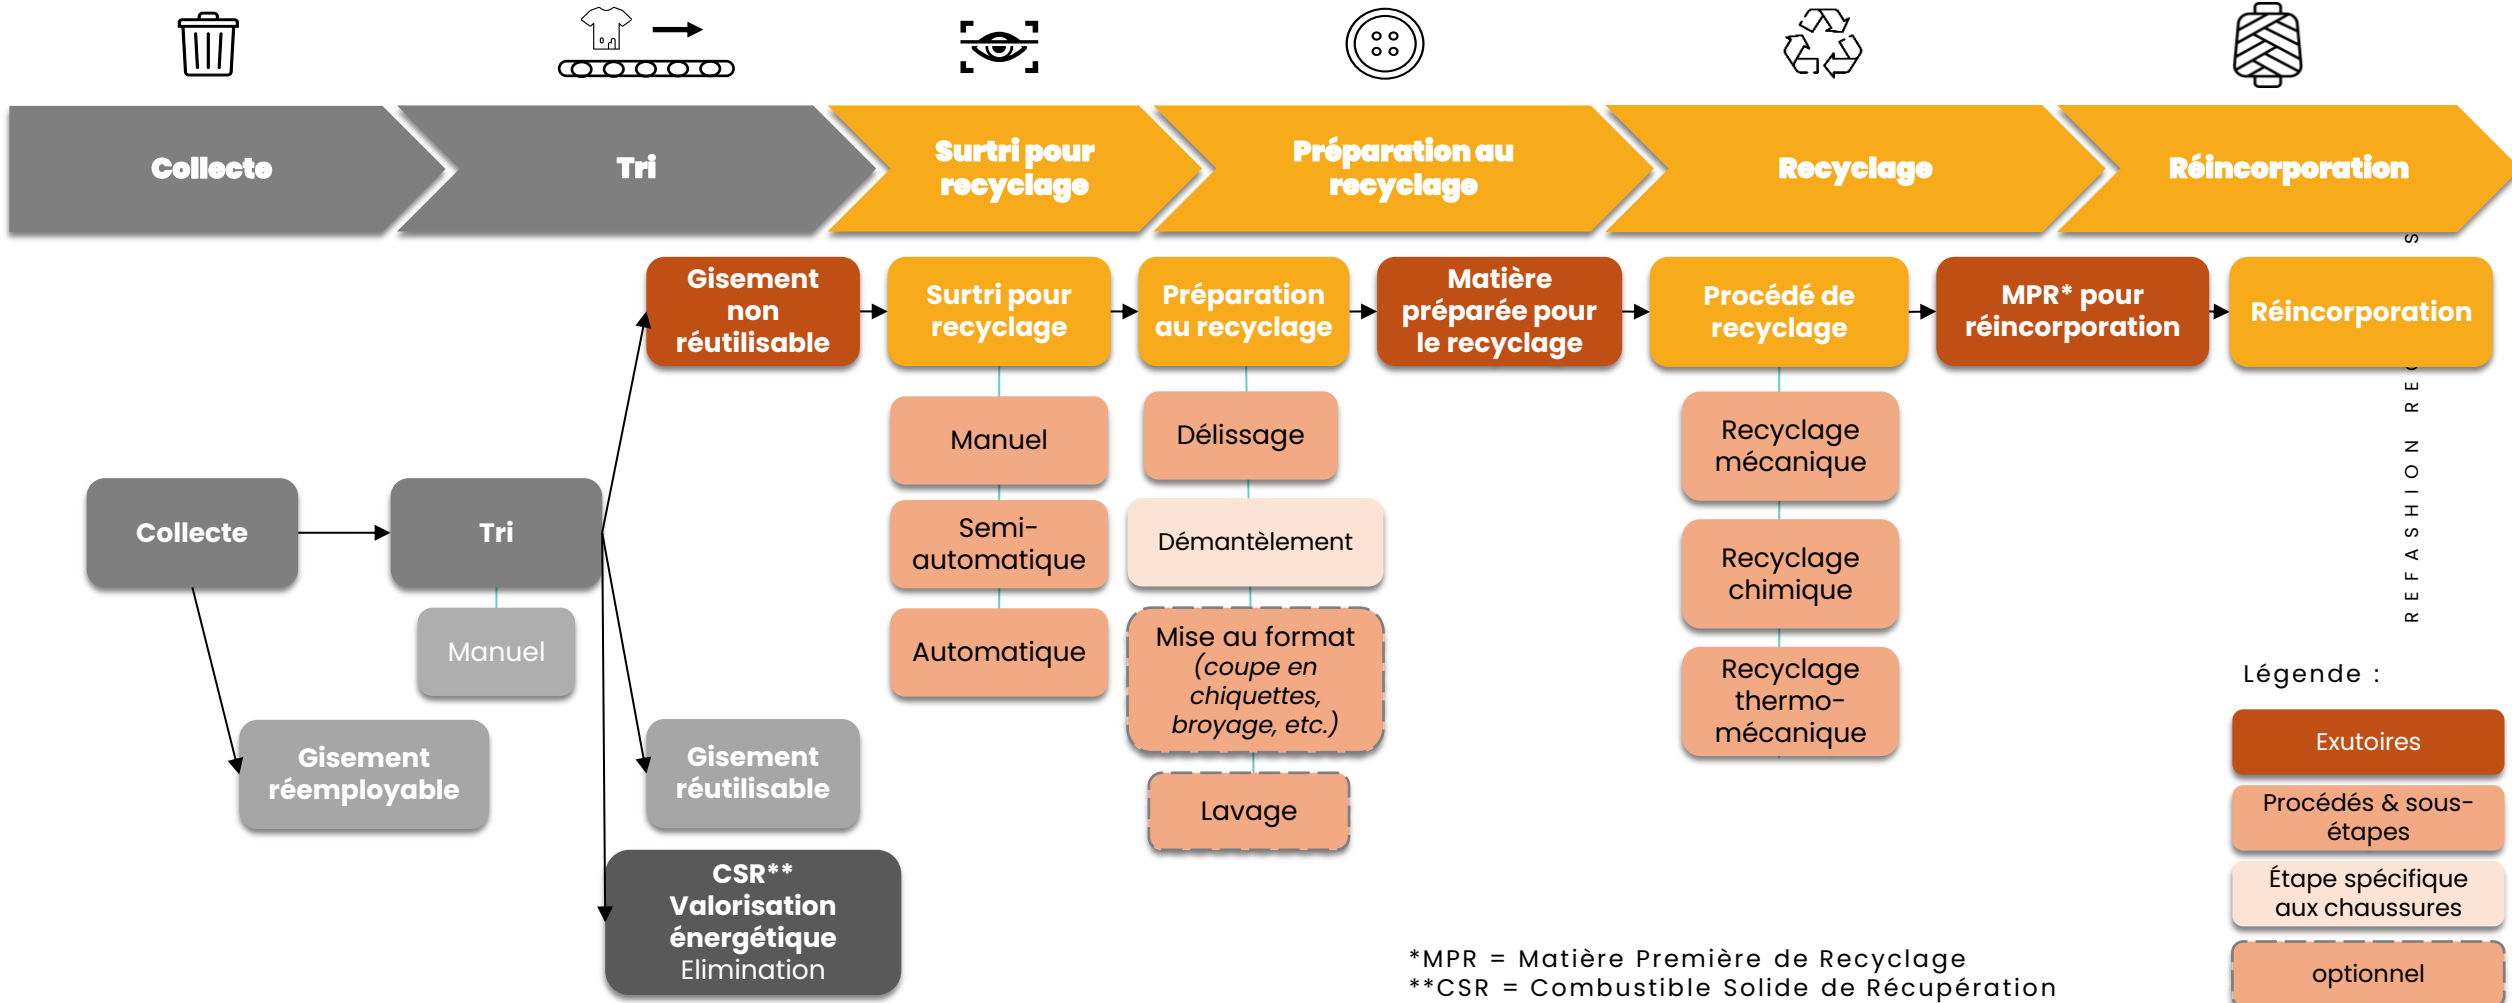 Collecte
Tri
Surtri pour
recyclage
Préparation au
recyclage
Recyclage
Réincorporation
Gisement
non
réutilisable
Surtri pour
recyclage
Préparation
au recyclage
Matière
préparée pour
le recyclage
Procédé de
recyclage
MPR* pour
réincorporation
Réincorporation
Manuel
Semi-
automatique
Automatique
Délissage
Démantèlement
Mise au format
(coupe en
chiquettes,
broyage, etc.)
Lavage
Recyclage
mécanique
Recyclage
chimique
Recyclage
thermo-
mécanique
Collecte
Tri
Manuel
Gisement
réemployable
Gisement
réutilisable
CSR**
Valorisation
énergétique
Elimination
REFASHION
Légende :
Exutoires
Procédés & sous-
étapes
Étape spécifique
aux chaussures
optionnel
*MPR = Matière Première de Recyclage
**CSR = Combustible Solide de Récupération